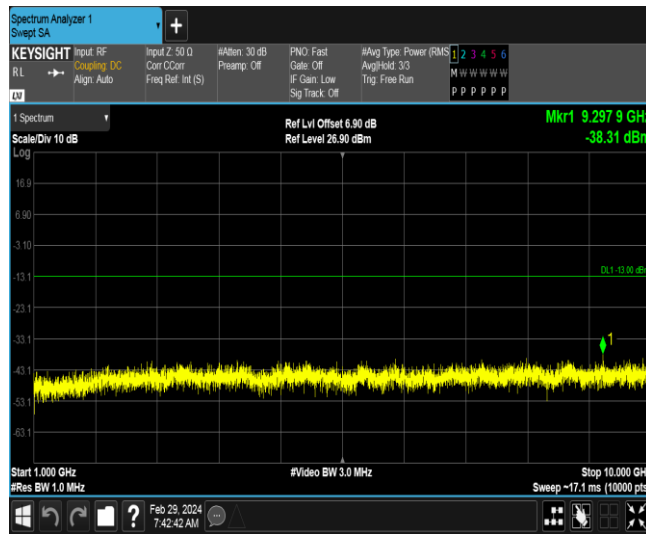 Spectrum Analyzer 1
Swept SA
KEYSIGHT
RL
LXI
Input: RF
Coupling: DC
Align: Auto
Input Z: 50 Ω
Corr CCorr
Freq Ref: Int (S)
#Atten: 30 dB
Preamp: Off
PNO: Fast
Gate: Off
IF Gain: Low
Sig Track: Off
#Avg Type: Power (RMS
Avg|Hold: 3/3
Trig: Free Run
1 2 3 4 5 6
M W W W W W
P P P P P P
1 Spectrum
Scale/Div 10 dB
Log
Ref Lvl Offset 6.90 dB
Ref Level 26.90 dBm
Mkr1 9.297 9 GHz
-38.31 dBm
16.9
6.90
-3.10
-13.1
DL1 -13.00 dBm
-23.1
-33.1
1
-43.1
-53.1
-63.1
Start 1.000 GHz
#Res BW 1.0 MHz
#Video BW 3.0 MHz
Stop 10.000 GHz
Sweep ~17.1 ms (10000 pts)
?
Feb 29, 2024
7:42:42 AM